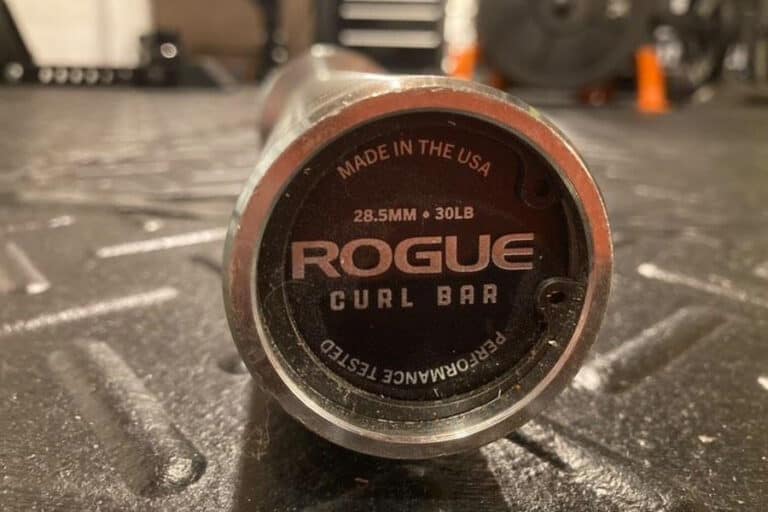 MADE IN THE USA
28.5MM • 30LB
ROGUE
CURL BAR
PERFORMANCE TESTED